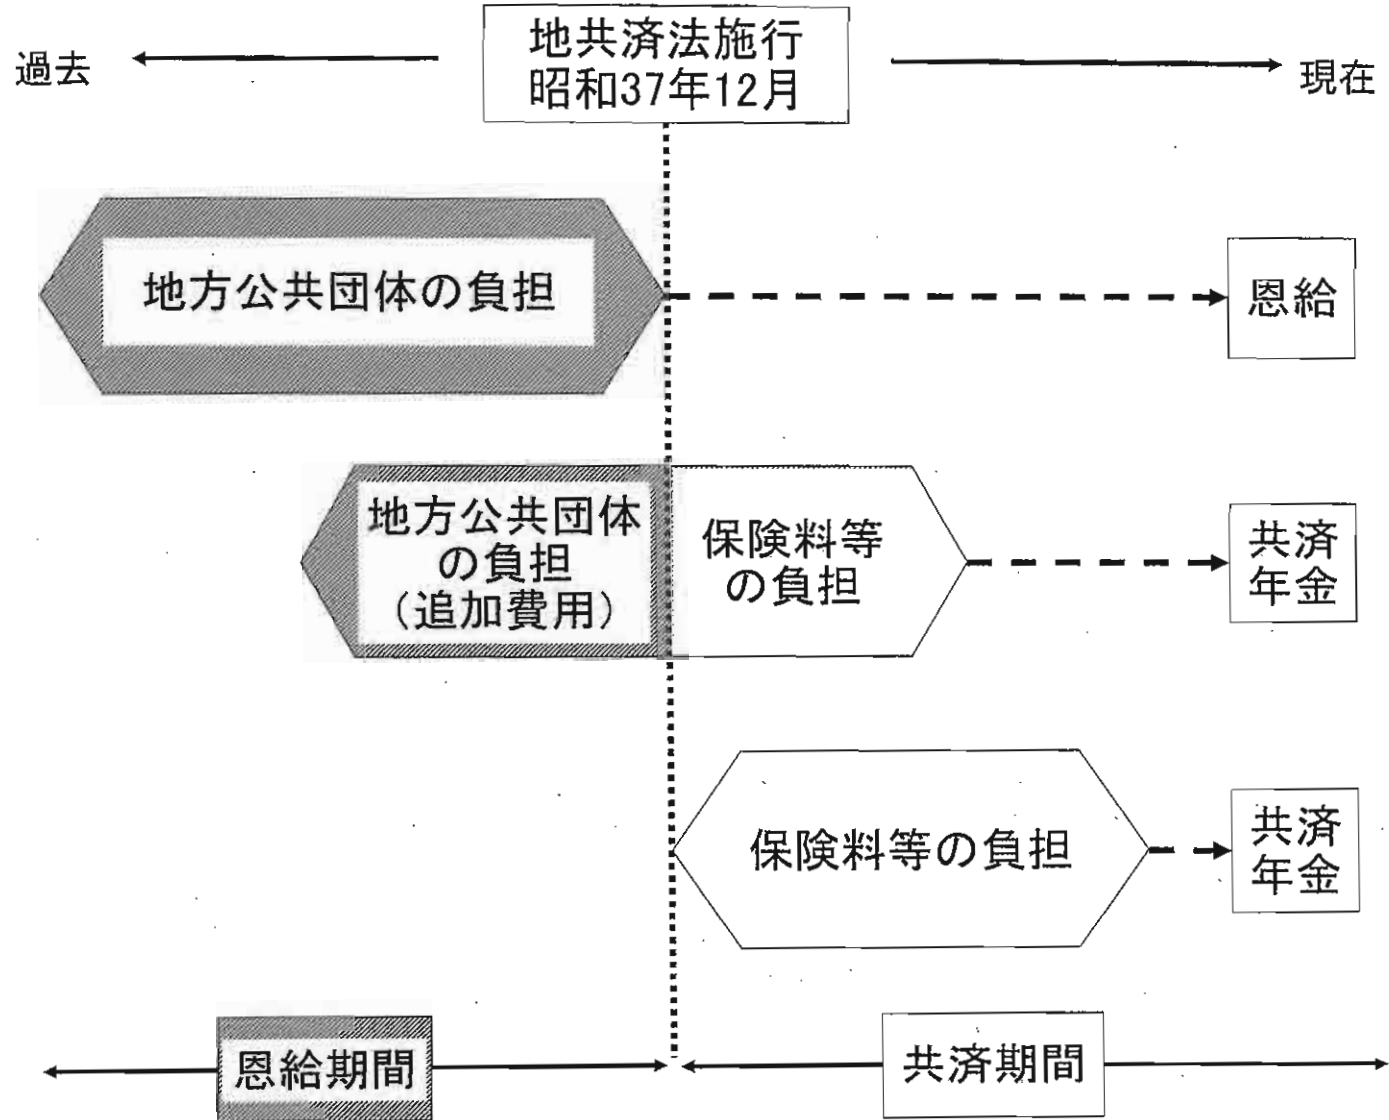 過去
地共済法施行
昭和37年12月
現在
地方公共団体の負担
恩給
地方公共団体
の負担
(追加費用)
保険料等
の負担
共済
年金
保険料等の負担
共済
年金
恩給期間
共済期間